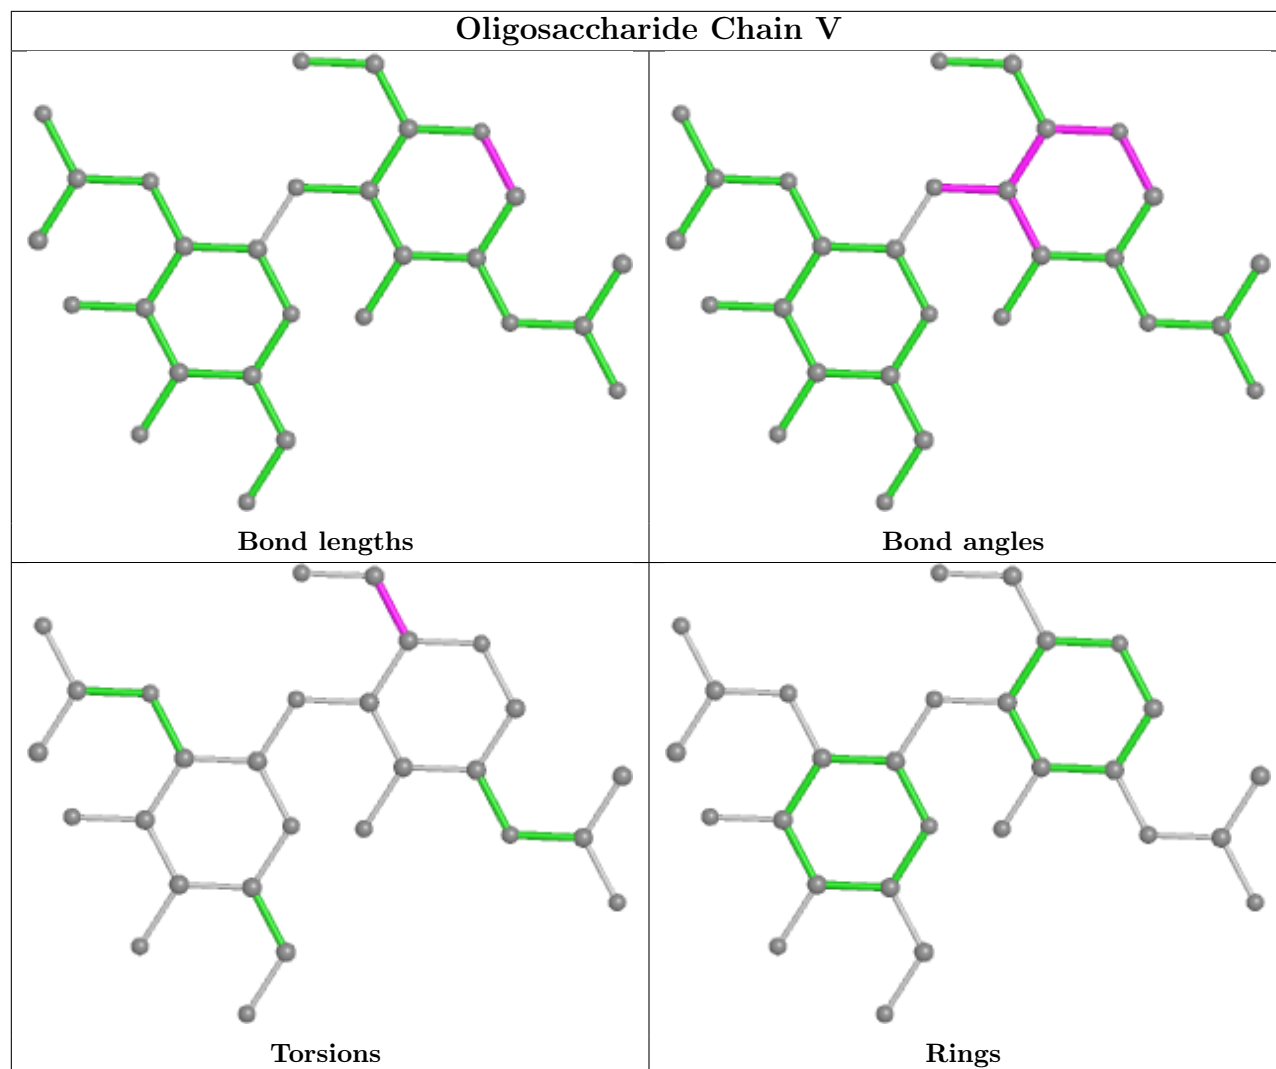 Oligosaccharide Chain V
Bond lengths
Bond angles
Torsions
Rings